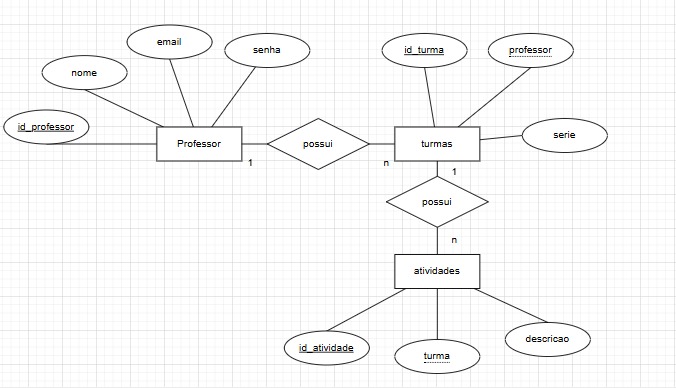 email
senha
id_turma
professor
nome
id_professor
serie
Professor
possui
turmas
1
n
1
possui
n
atividades
id_atividade
turma
descricao